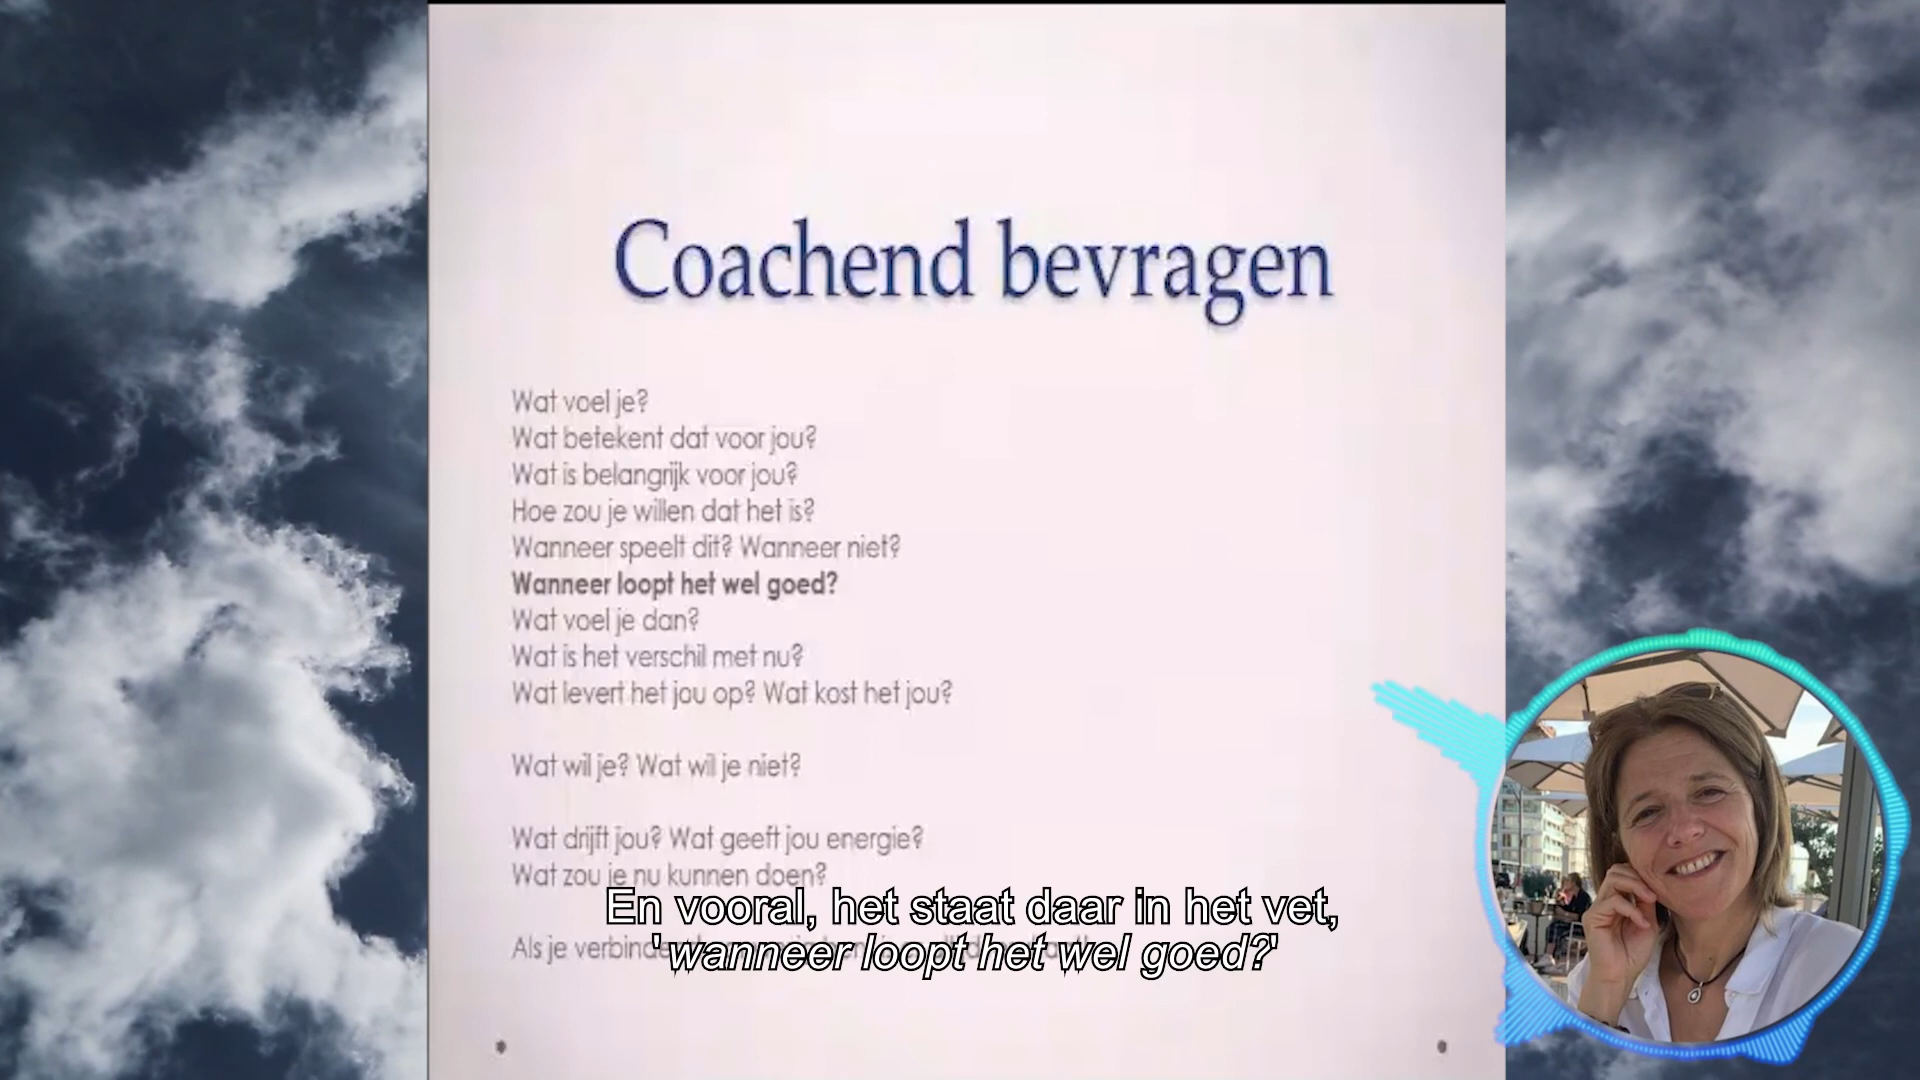 Coachend bevragen
Wat voel je?
Wat betekent dat voor jou?
Wat is belangrijk voor jou?
Hoe zou je willen dat het is?
Wanneer speelt dit? Wanneer niet?
Wanneer loopt het wel goed?
Wat voel je dan?
Wat is het verschil met nu?
Wat levert het jou op? Wat kost het jou?
Wat wil je? Wat wil je niet?
Wat drijft jou? Wat geeft jou energie?
Wat zou je nu kunnen doen?
Als je
En vooral, het staat daar in het vet,
'wanneer loopt het wel goed?'